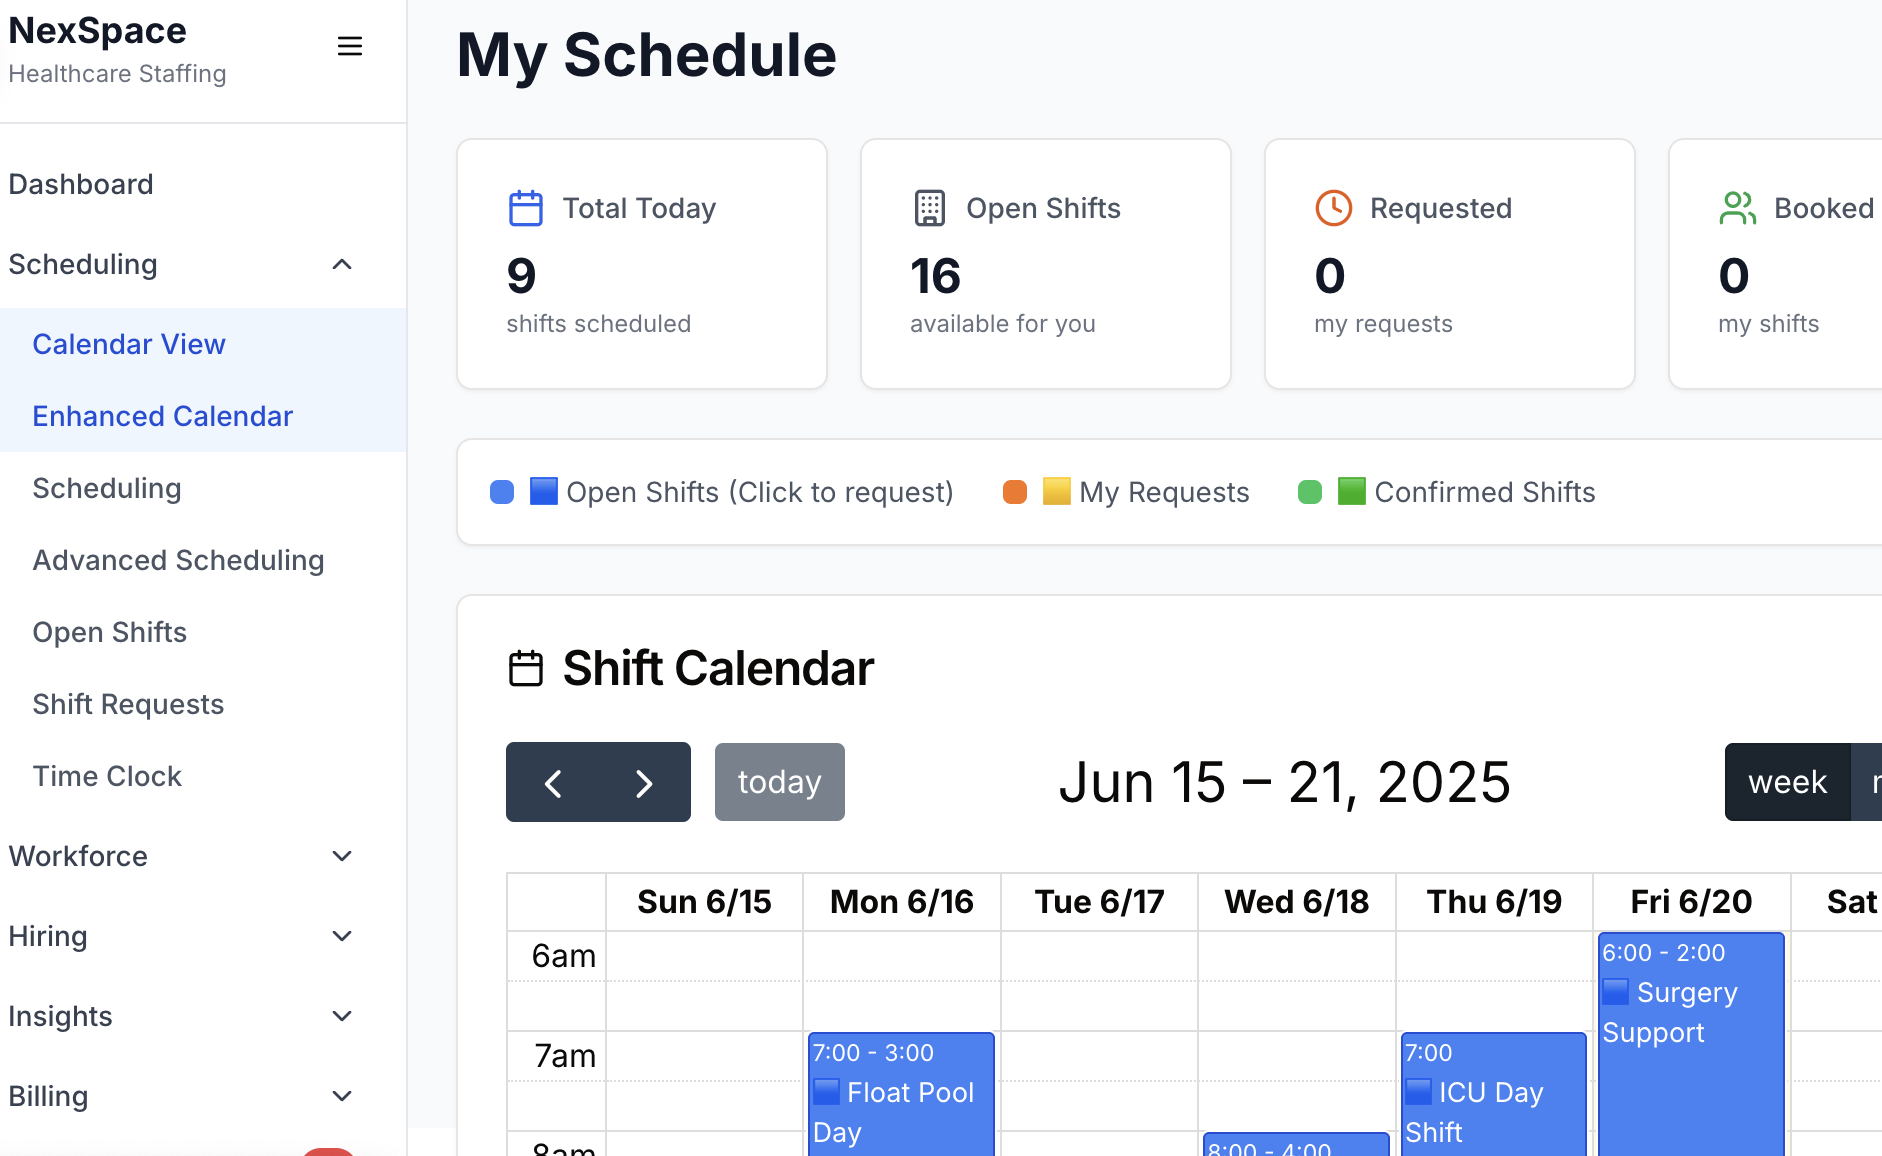 NexSpace
Healthcare Staffing
Dashboard
Scheduling
Calendar View
Enhanced Calendar
Scheduling
Advanced Scheduling
Open Shifts
Shift Requests
Time Clock
Workforce
Hiring
Insights
Billing
My Schedule
Total Today
9
shifts scheduled
Open Shifts
16
available for you
Requested
0
my requests
Booked
0
my shifts
Open Shifts (Click to request)
My Requests
Confirmed Shifts
Shift Calendar
today
Jun 15 – 21, 2025
week
Sun 6/15
Mon 6/16
Tue 6/17
Wed 6/18
Thu 6/19
Fri 6/20
Sat
6am
7am
8am
6:00 - 2:00
Surgery
Support
7:00 - 3:00
Float Pool
Day
8:00 - 4:00
7:00
ICU Day
Shift